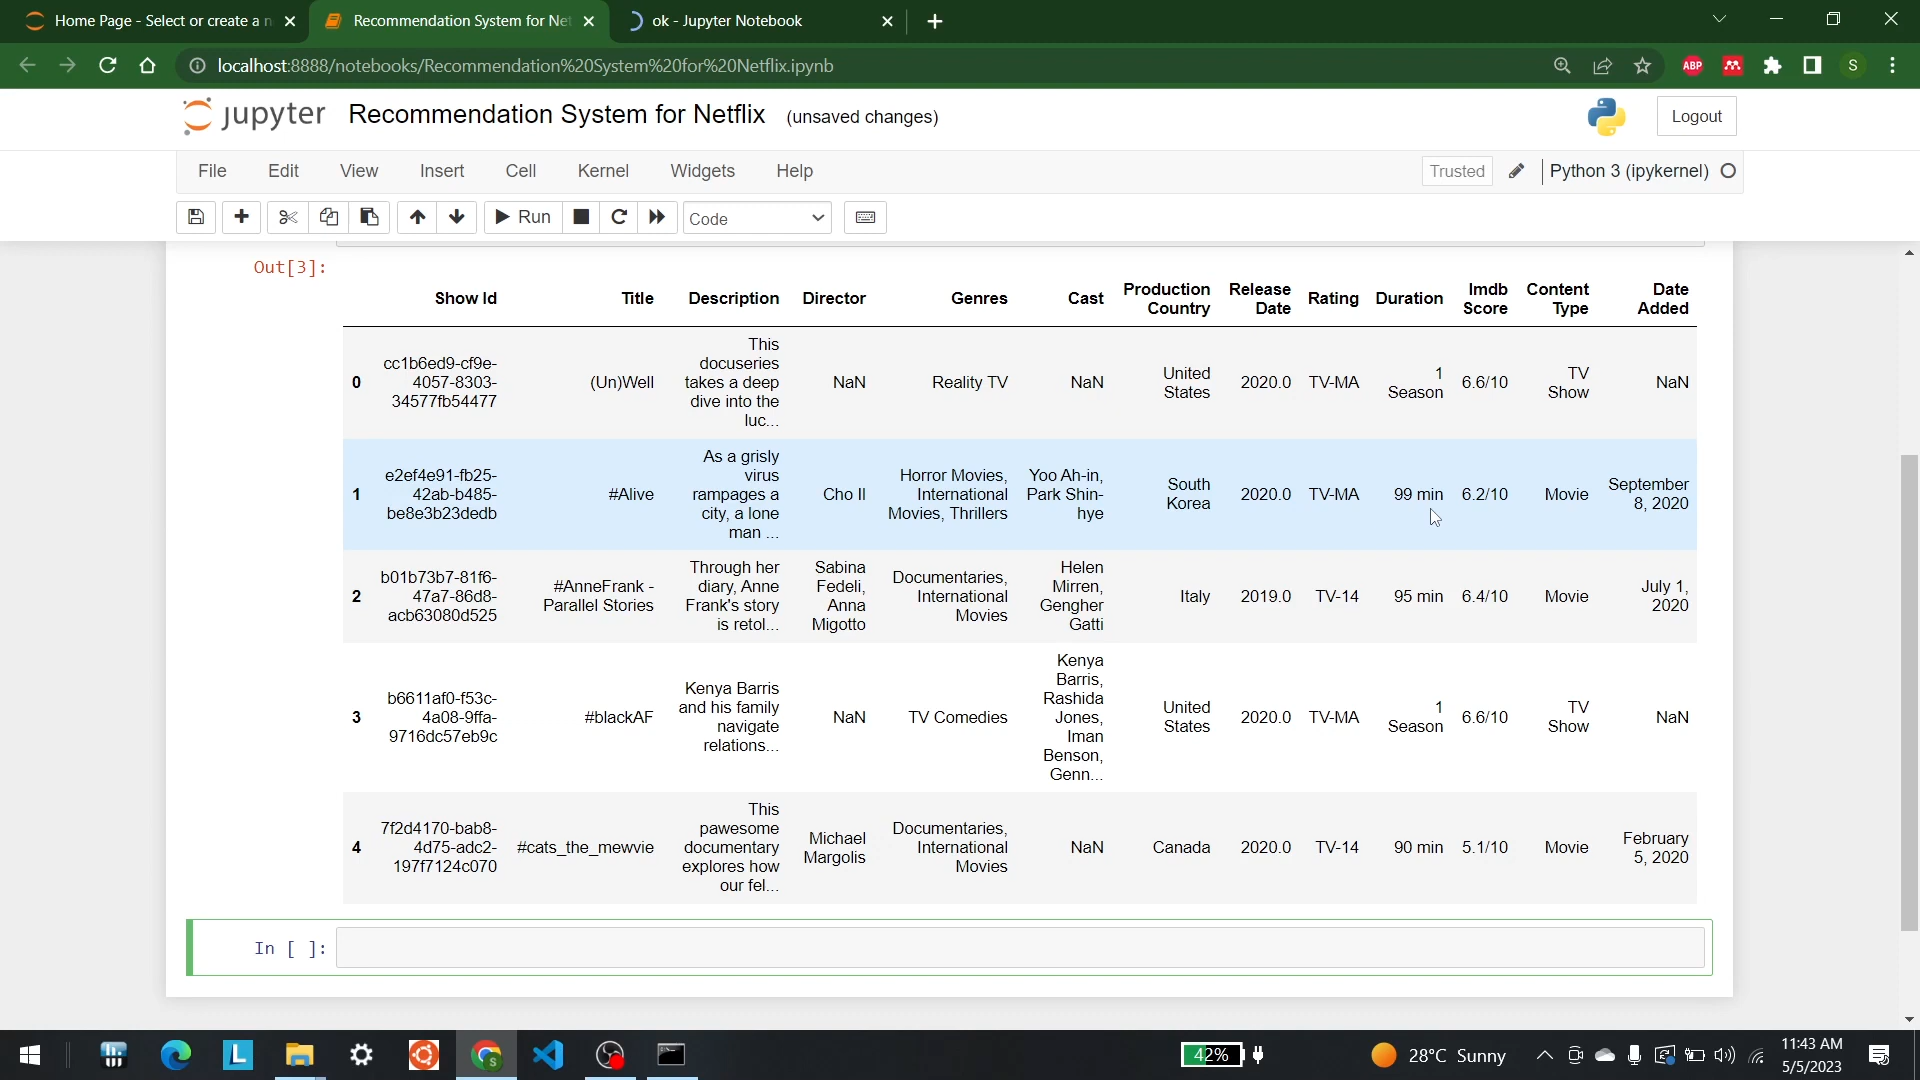 Home Page - Select or create a n
Recommendation System for Net
ok - Jupyter Notebook
localhost:8888/notebooks/Recommendation%20System%20for%20Netflix.ipynb
ABP
S
jupyter Recommendation System for Netflix (unsaved changes)
Logout
File Edit View Insert Cell Kernel Widgets Help
Trusted
Python 3 (ipykernel)
Run
Code
Out[3]:
Show Id Title Description Director Genres Cast Production Country Release Date Rating Duration Imdb Score Content Type Date Added
0 cc1b6ed9-cf9e-4057-8303-34577fb54477 (Un)Well This docuseries takes a deep dive into the luc... NaN Reality TV NaN United States 2020.0 TV-MA 1 Season 6.6/10 TV Show NaN
1 e2ef4e91-fb25-42ab-b485-be8e3b23dedb #Alive As a grisly virus rampages a city, a lone man ... Cho Il Horror Movies, International Movies, Thrillers Yoo Ah-in, Park Shin-hye South Korea 2020.0 TV-MA 99 min 6.2/10 Movie September 8, 2020
2 b01b73b7-81f6-47a7-86d8-acb63080d525 #AnneFrank - Parallel Stories Through her diary, Anne Frank's story is retol... Sabina Fedeli, Anna Migotto Documentaries, International Movies Helen Mirren, Gengher Gatti Italy 2019.0 TV-14 95 min 6.4/10 Movie July 1, 2020
3 b6611af0-f53c-4a08-9ffa-9716dc57eb9c #blackAF Kenya Barris and his family navigate relations... NaN TV Comedies Kenya Barris, Rashida Jones, Iman Benson, Genn... United States 2020.0 TV-MA 1 Season 6.6/10 TV Show NaN
4 7f2d4170-bab8-4d75-adc2-197f7124c070 #cats_the_mewvie This pawesome documentary explores how our fel... Michael Margolis Documentaries, International Movies NaN Canada 2020.0 TV-14 90 min 5.1/10 Movie February 5, 2020
In [ ]:
L
S
42%
28°C Sunny
11:43 AM
5/5/2023